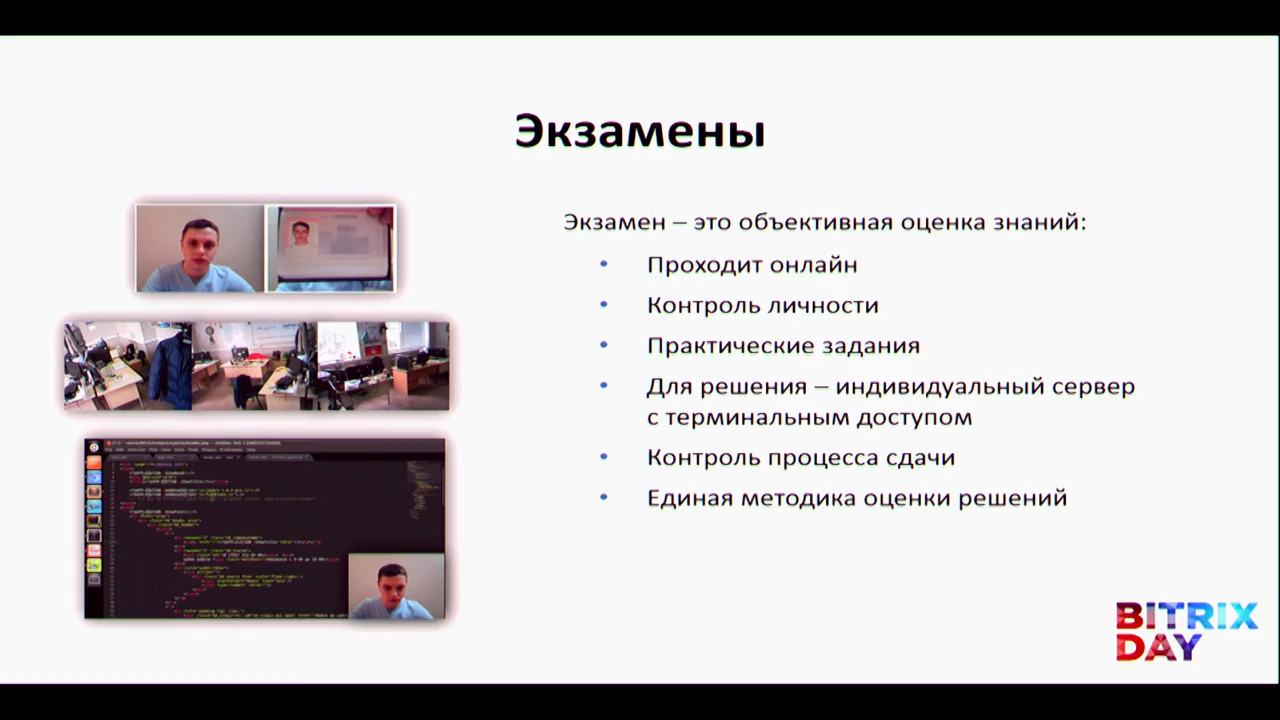 Экзамены
Экзамен – это объективная оценка знаний:
• Проходит онлайн
• Контроль личности
• Практические задания
• Для решения – индивидуальный сервер
с терминальным доступом
• Контроль процесса сдачи
• Единая методика оценки решений
BITRIX
DAY